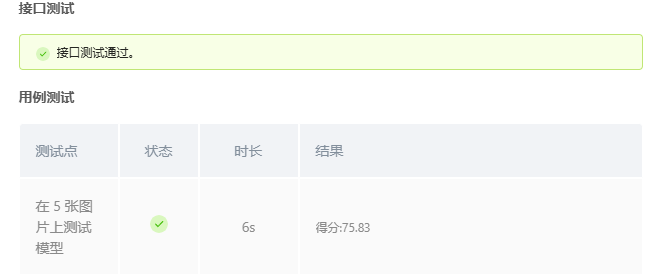 接口测试
接口测试通过。
用例测试
测试点 状态 时长 结果
在 5 张图
片上测试
模型
6s
得分:75.83